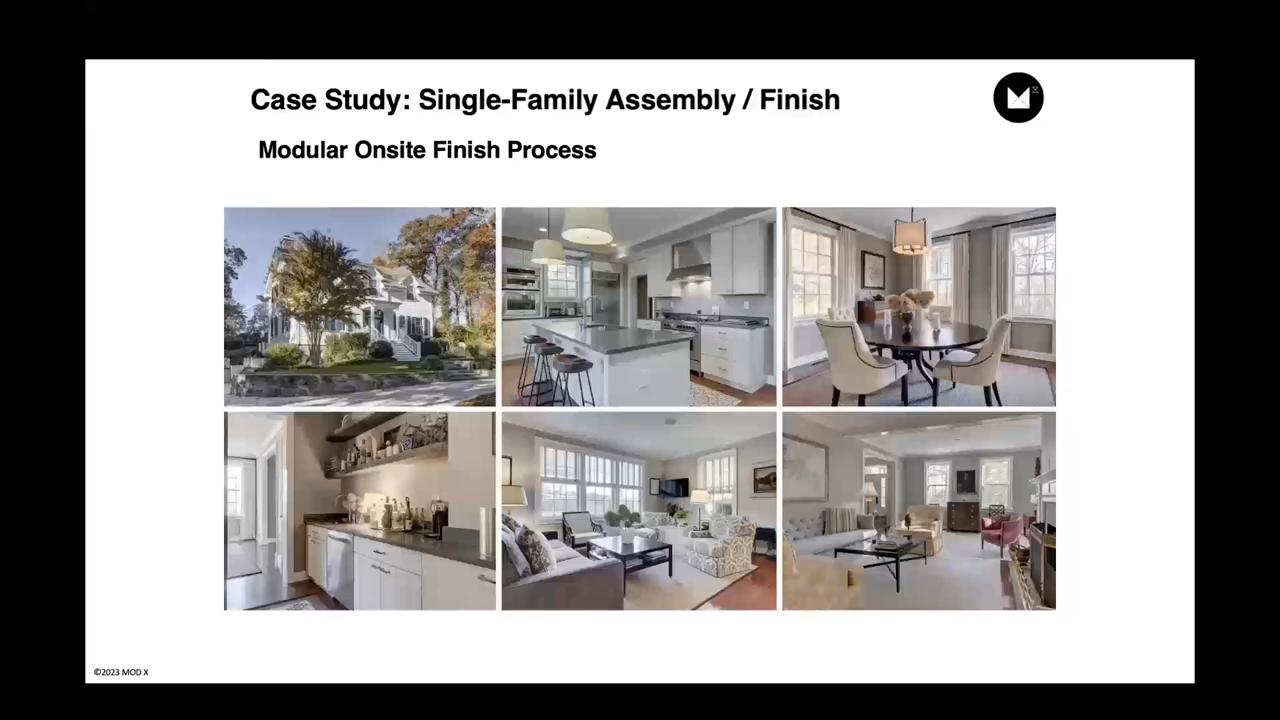 Case Study: Single-Family Assembly / Finish
Modular Onsite Finish Process
©2023 MOD X